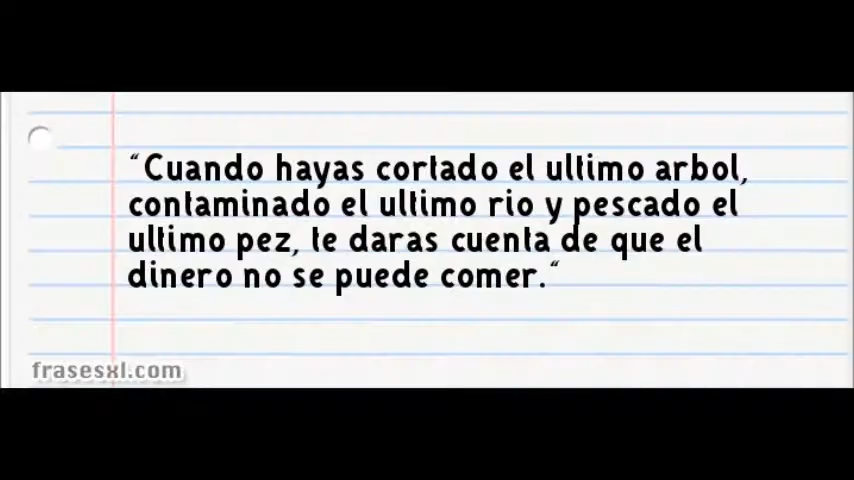 “Cuando hayas cortado el ultimo arbol,
contaminado el ultimo rio y pescado el
ultimo pez, te daras cuenta de que el
dinero no se puede comer.“
frasesxl.com